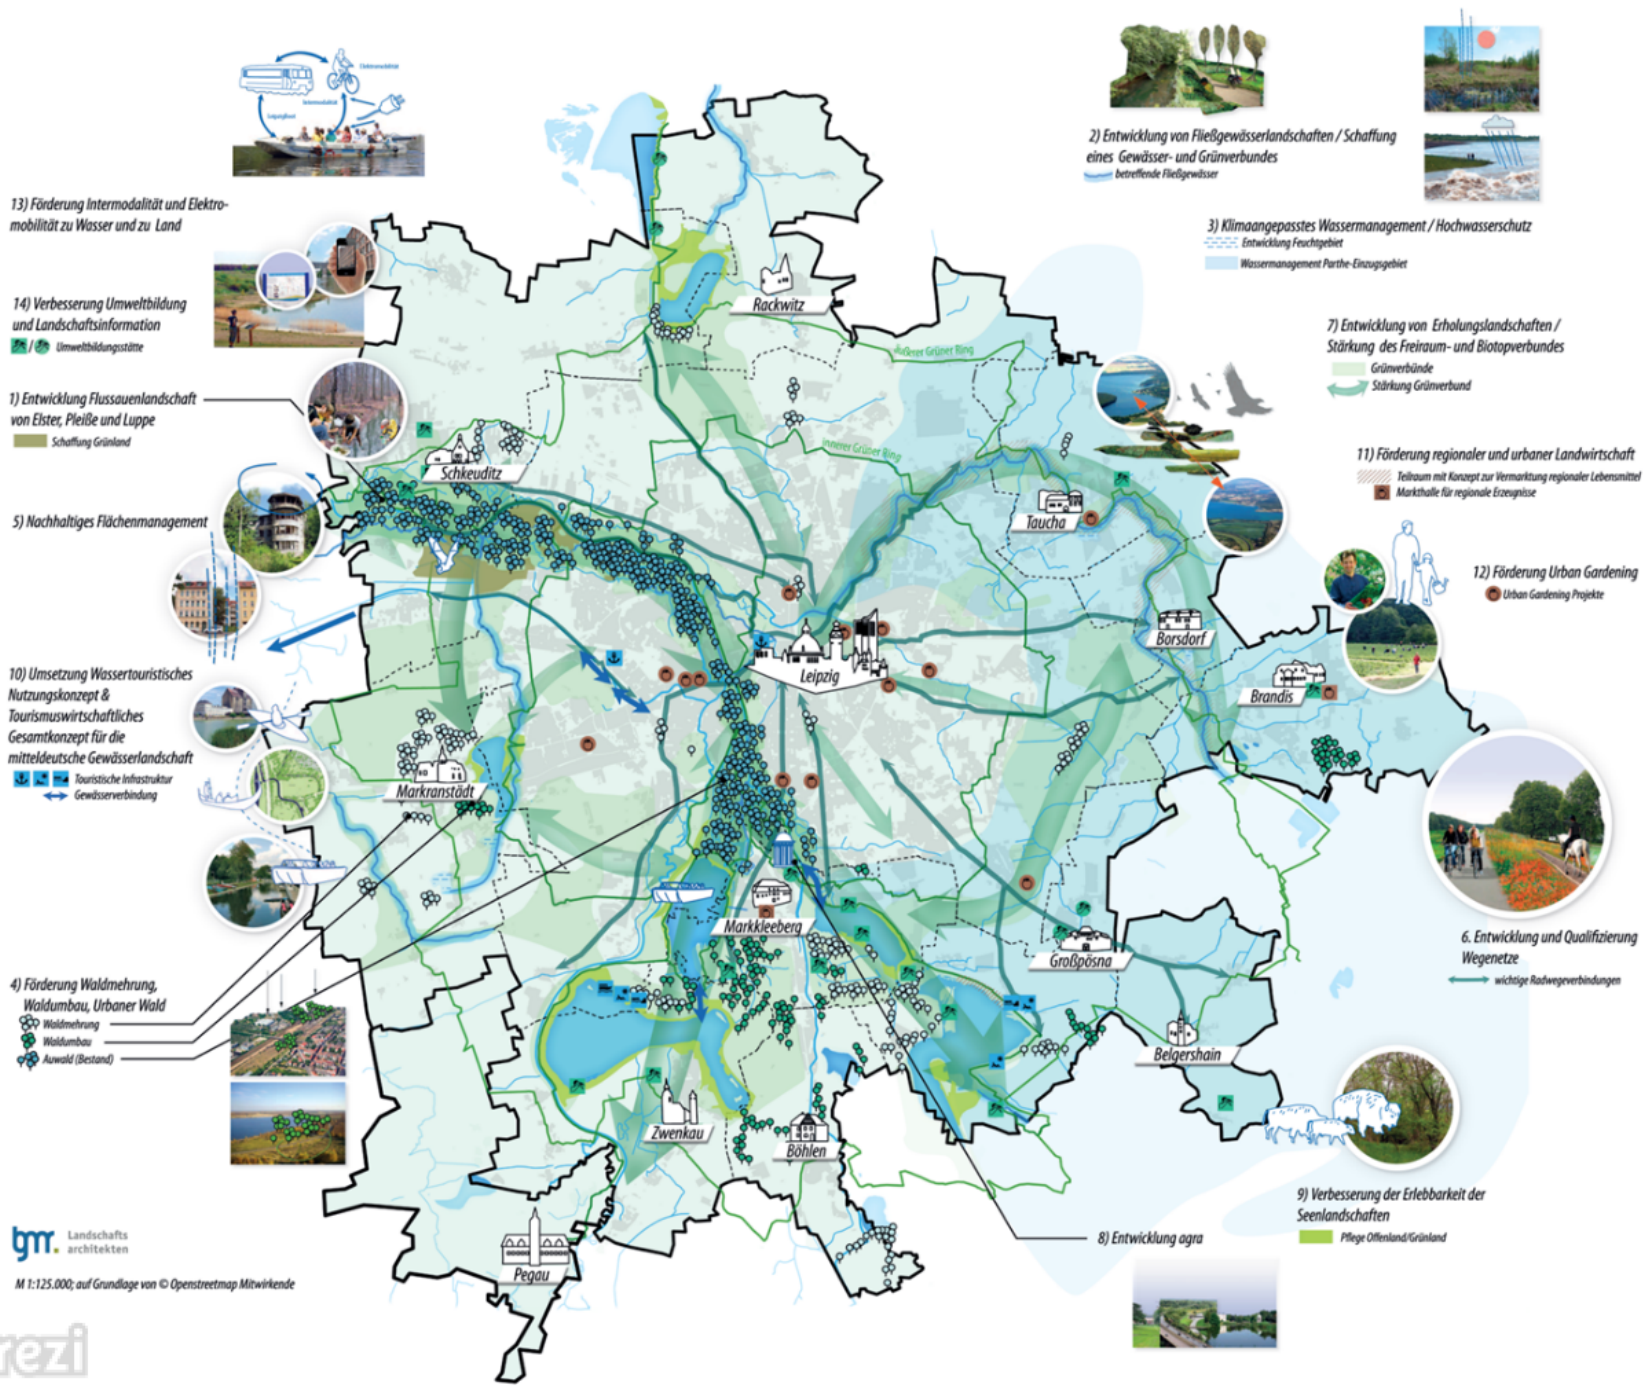 Elektromobilität
Intermodalität
LeipzigBoot
13) Förderung Intermodalität und Elektro-
mobilität zu Wasser und zu Land
14) Verbesserung Umweltbildung
und Landschaftsinformation
/ Umweltbildungsstätte
1) Entwicklung Flussauenlandschaft
von Elster, Pleiße und Luppe
Schaffung Grünland
5) Nachhaltiges Flächenmanagement
10) Umsetzung Wassertouristisches
Nutzungskonzept &
Tourismuswirtschaftliches
Gesamtkonzept für die
mitteldeutsche Gewässerlandschaft
Touristische Infrastruktur
Gewässerverbindung
4) Förderung Waldmehrung,
Waldumbau, Urbaner Wald
Waldmehrung
Waldumbau
Auwald (Bestand)
tgmr.
Landschafts
architekten
M 1:125.000; auf Grundlage von © Openstreetmap Mitwirkende
rezi
Rackwitz
äußerer Grüner Ring
innerer Grüner Ring
Schkeuditz
Taucha
Leipzig
Borsdorf
Brandis
Markranstädt
Markkleeberg
Großpösna
Belgershain
Zwenkau
Böhlen
Pegau
2) Entwicklung von Fließgewässerlandschaften / Schaffung
eines Gewässer- und Grünverbundes
betreffende Fließgewässer
3) Klimaangepasstes Wassermanagement / Hochwasserschutz
Entwicklung Feuchtgebiet
Wassermanagement Parthe-Einzugsgebiet
7) Entwicklung von Erholungslandschaften /
Stärkung des Freiraum- und Biotopverbundes
Grünverbünde
Stärkung Grünverbund
11) Förderung regionaler und urbaner Landwirtschaft
Teilraum mit Konzept zur Vermarktung regionaler Lebensmittel
Markthalle für regionale Erzeugnisse
12) Förderung Urban Gardening
Urban Gardening Projekte
6. Entwicklung und Qualifizierung
Wegenetze
wichtige Radwegeverbindungen
9) Verbesserung der Erlebbarkeit der
Seenlandschaften
Pflege Offenland/Grünland
8) Entwicklung agra